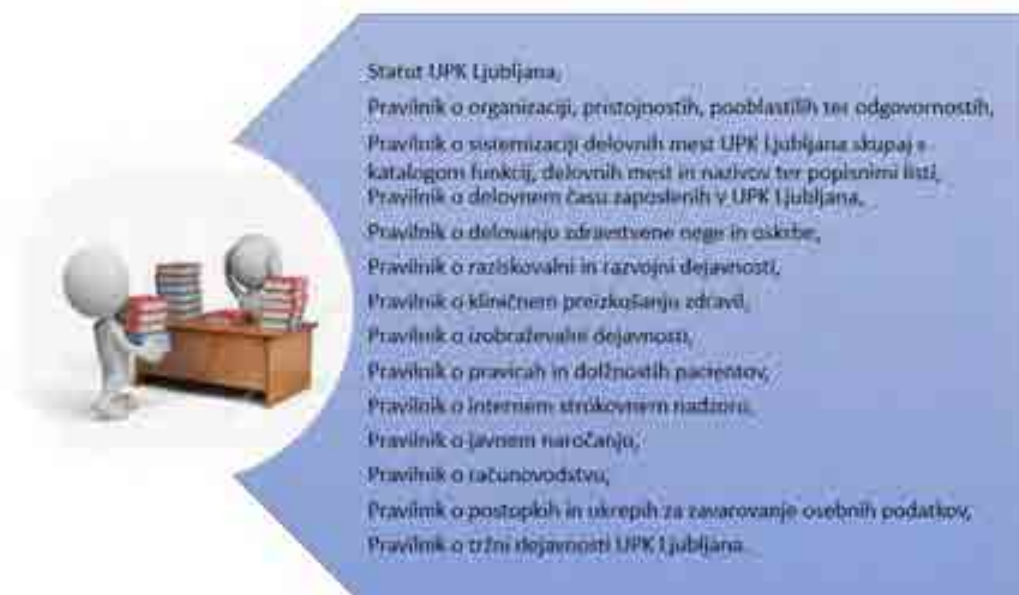 Statut UPK Ljubljana,
Pravilnik o organizaciji, pristojnostih, pooblastilih ter odgovornostih,
Pravilnik o sistemizaciji delovnih mest UPK Ljubljana skupaj s
katalogom funkcij, delovnih mest in nazivov ter popisnimi listi,
Pravilnik o delovnem času zaposlenih v UPK Ljubljana,
Pravilnik o delovanju zdravstvene nege in oskrbe,
Pravilnik o raziskovalni in razvojni dejavnosti,
Pravilnik o kliničnem preizkušanju zdravil,
Pravilnik o izobraževalni dejavnosti,
Pravilnik o pravicah in dolžnostih pacientov,
Pravilnik o internem strokovnem nadzoru,
Pravilnik o javnem naročanju,
Pravilnik o računovodstvu,
Pravilnik o postopkih in ukrepih za zavarovanje osebnih podatkov,
Pravilnik o tržni dejavnosti UPK Ljubljana.